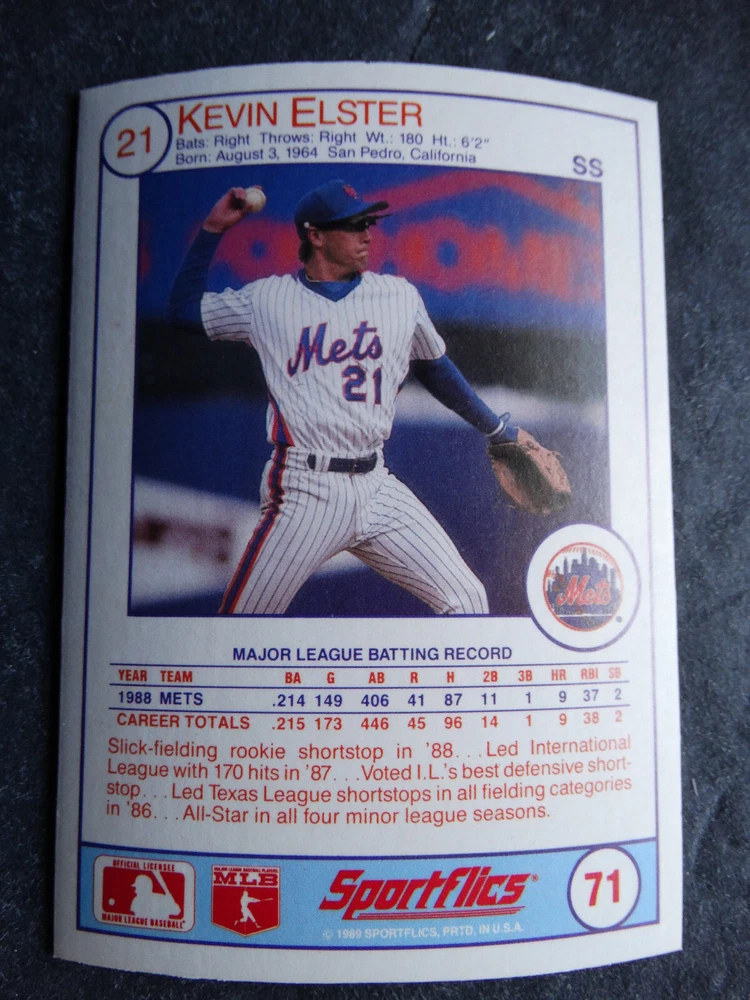 21
KEVIN ELSTER
Bats: Right Throws: Right Wt.: 180 Ht.: 6'2"
Born: August 3, 1964 San Pedro, California
SS
Mets
21
Mets
MAJOR LEAGUE BATTING RECORD
YEAR TEAM BA G AB R H 2B 3B HR RBI SB
1988 METS .214 149 406 41 87 11 1 9 37 2
CAREER TOTALS .215 173 446 45 96 14 1 9 38 2
Slick-fielding rookie shortstop in '88...Led International
League with 170 hits in '87...Voted I.L.'s best defensive short-
stop...Led Texas League shortstops in all fielding categories
in '86...All-Star in all four minor league seasons.
OFFICIAL LICENSEE
MAJOR LEAGUE BASEBALL®
MAJOR LEAGUE BASEBALL PLAYERS
MLB
Sportflics®
71
© 1989 SPORTFLICS, PRTD. IN U.S.A.